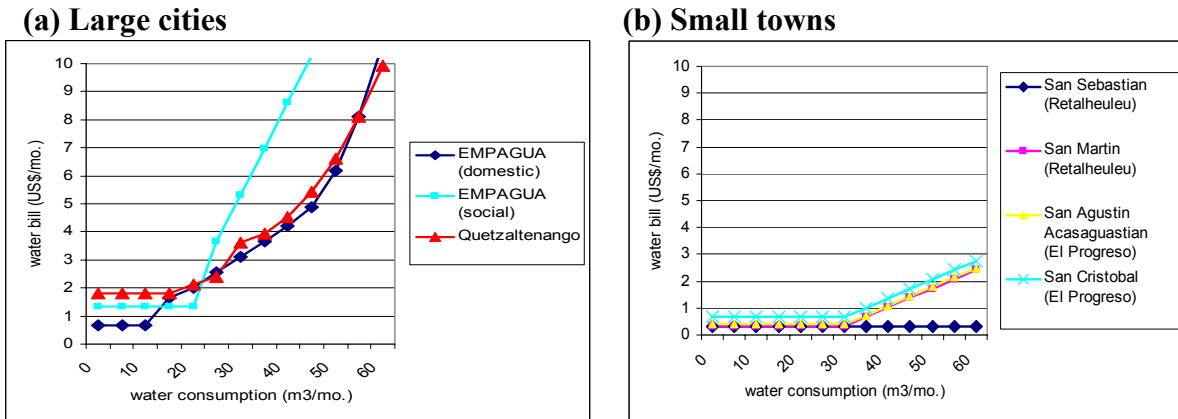 (a) Large cities
10
9
8
7
6
5
4
3
2
1
0
water bill (US$/mo.)
0
10
20
30
40
50
60
water consumption (m3/mo.)
EMPAGUA
(domestic)
EMPAGUA
(social)
Quetzaltenango
(b) Small towns
10
9
8
7
6
5
4
3
2
1
0
water bill (US$/mo.)
0
10
20
30
40
50
60
water consumption (m3/mo.)
San Sebastian
(Retalheuleu)
San Martin
(Retalheuleu)
San Agustin
Acasaguastian
(El Progreso)
San Cristobal
(El Progreso)